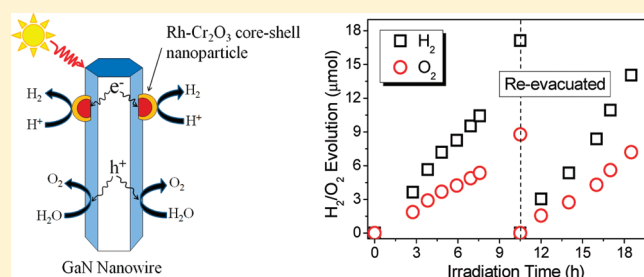 Rh-Cr₂O₃ core-shell
nanoparticle
H₂
H⁺
e⁻
H₂
H⁺
h⁺
O₂
H₂O
O₂
H₂O
GaN Nanowire
H₂/O₂ Evolution (μmol)
18
15
12
9
6
3
0
H₂
O₂
Re-evacuated
0 3 6 9 12 15 18
Irradiation Time (h)